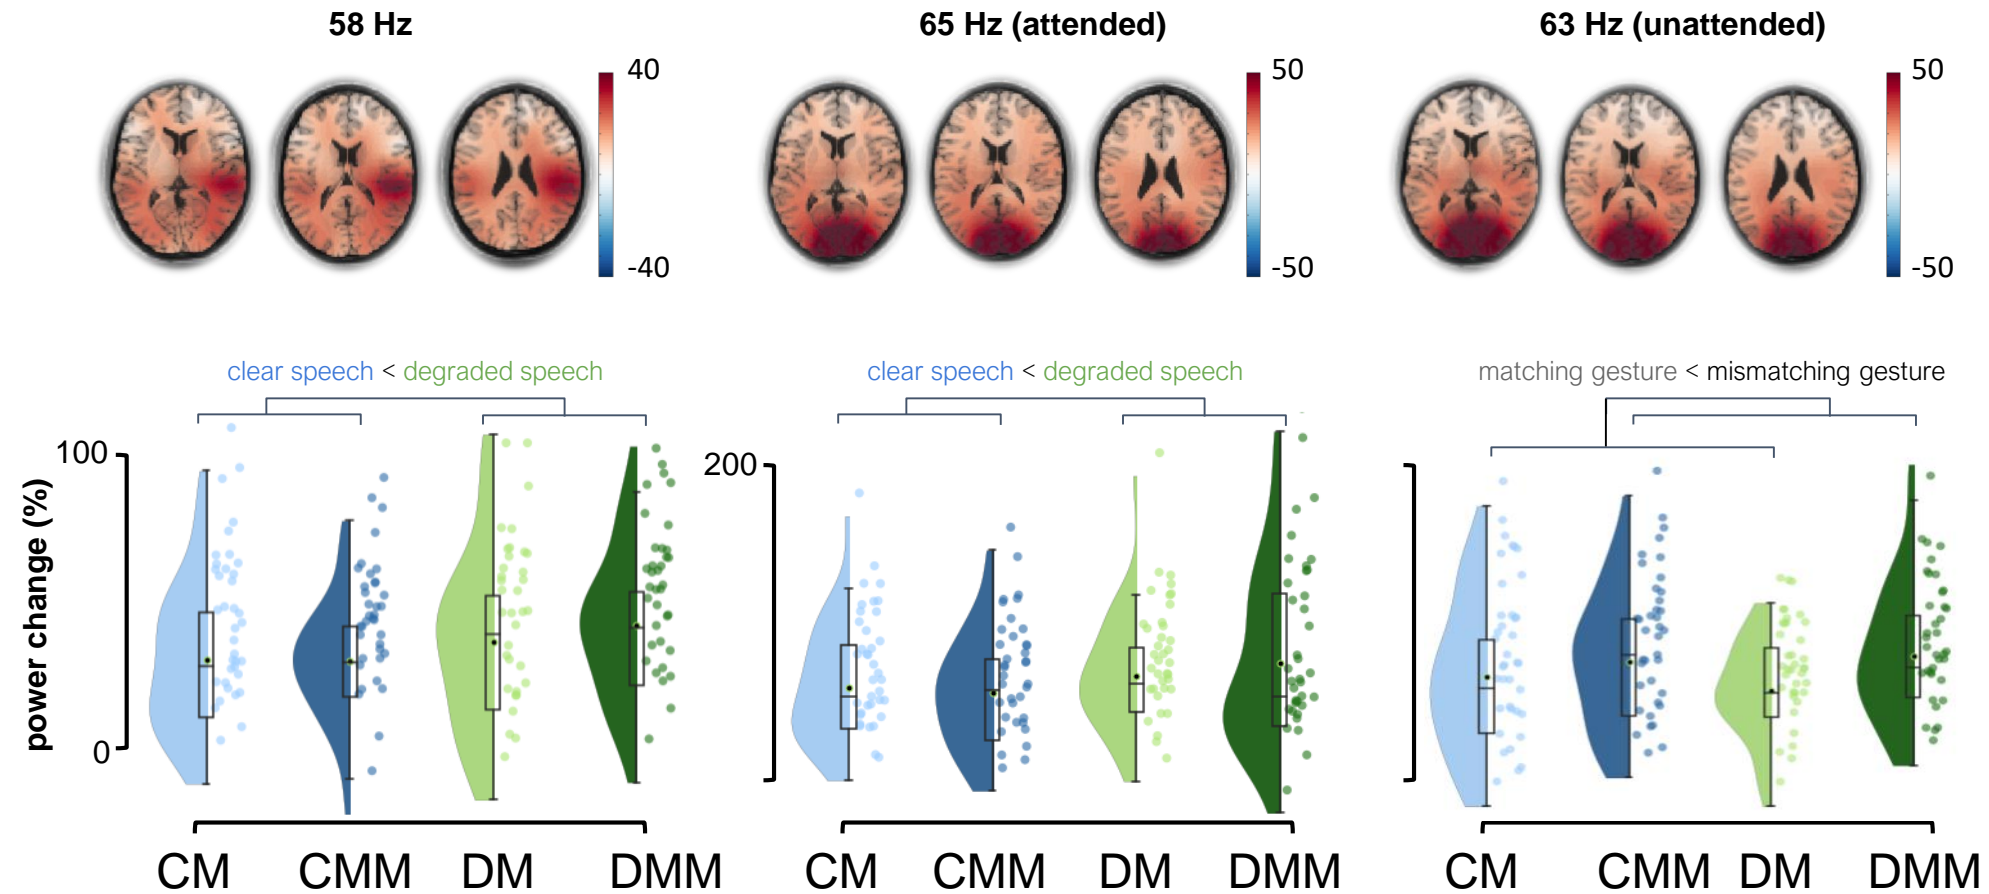 58 Hz
65 Hz (attended)
63 Hz (unattended)
40
-40
50
-50
50
-50
clear speech < degraded speech
clear speech < degraded speech
matching gesture < mismatching gesture
power change (%)
100
0
200
CM CMM DM DMM
CM CMM DM DMM
CM CMM DM DMM